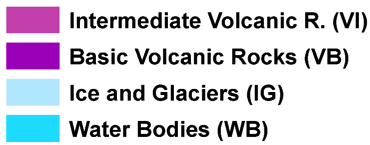 Intermediate Volcanic R. (VI)
Basic Volcanic Rocks (VB)
Ice and Glaciers (IG)
Water Bodies (WB)